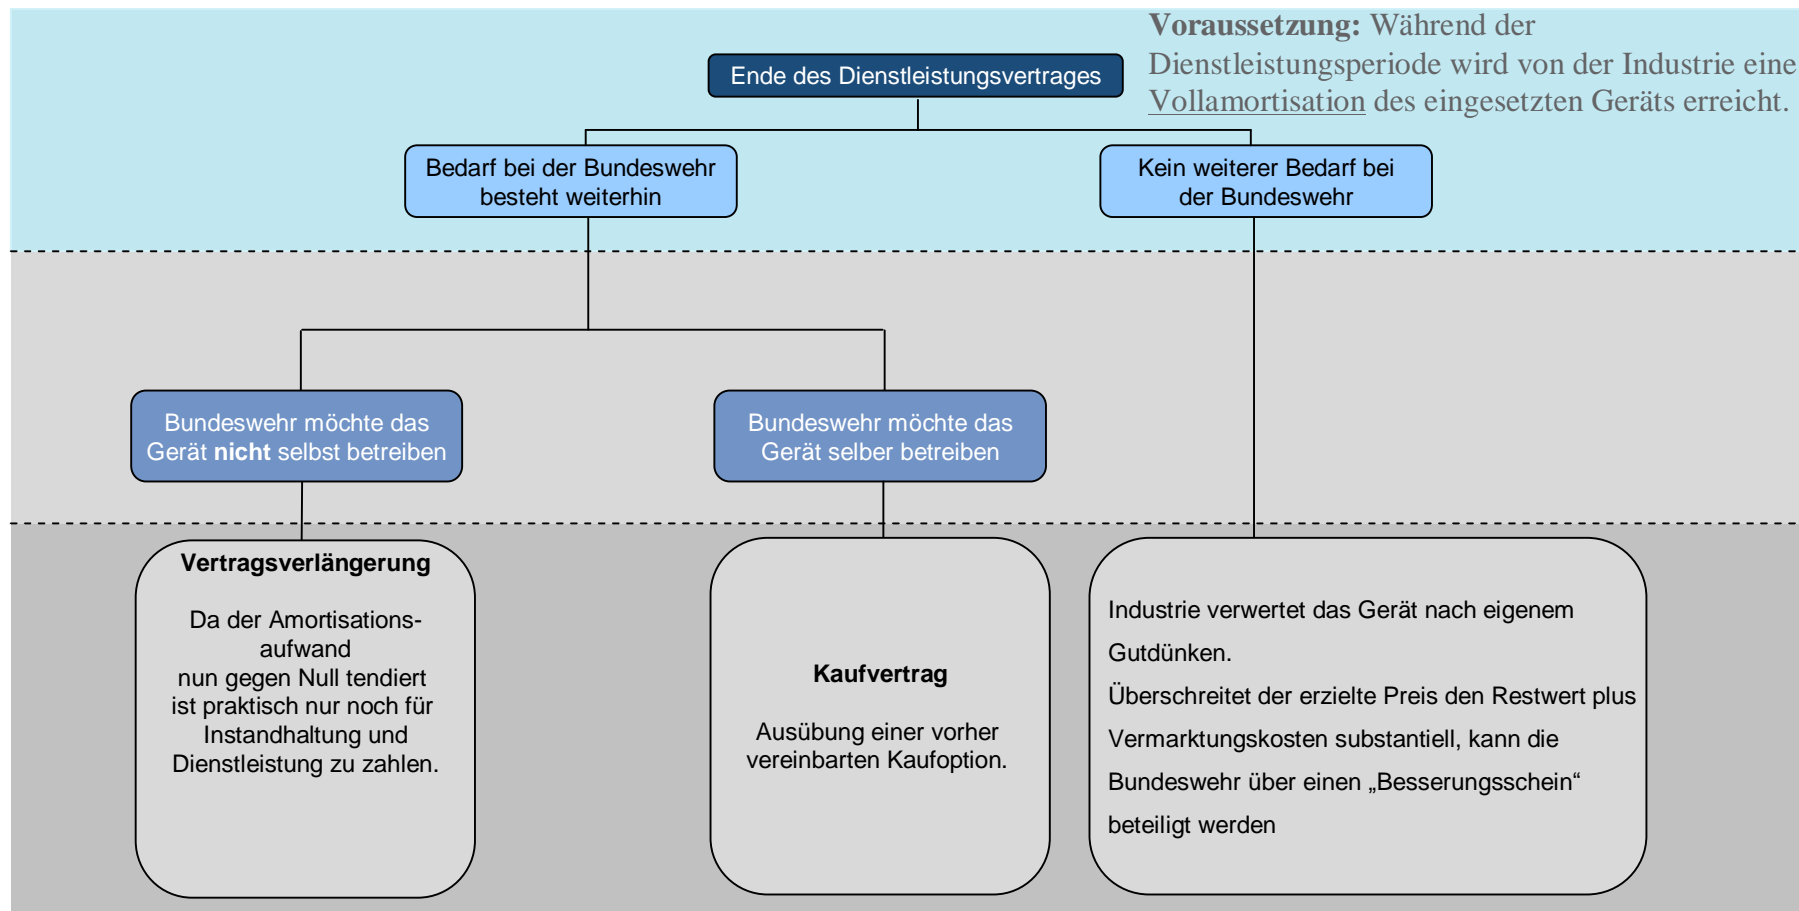 Voraussetzung: Während der
Dienstleistungsperiode wird von der Industrie eine
Vollamortisation des eingesetzten Geräts erreicht.
Ende des Dienstleistungsvertrages
Bedarf bei der Bundeswehr
besteht weiterhin
Kein weiterer Bedarf bei
der Bundeswehr
Bundeswehr möchte das
Gerät nicht selbst betreiben
Bundeswehr möchte das
Gerät selber betreiben
Vertragsverlängerung
Da der Amortisations-
aufwand
nun gegen Null tendiert
ist praktisch nur noch für
Instandhaltung und
Dienstleistung zu zahlen.
Kaufvertrag
Ausübung einer vorher
vereinbarten Kaufoption.
Industrie verwertet das Gerät nach eigenem
Gutdünken.
Überschreitet der erzielte Preis den Restwert plus
Vermarktungskosten substantiell, kann die
Bundeswehr über einen „Besserungsschein“
beteiligt werden